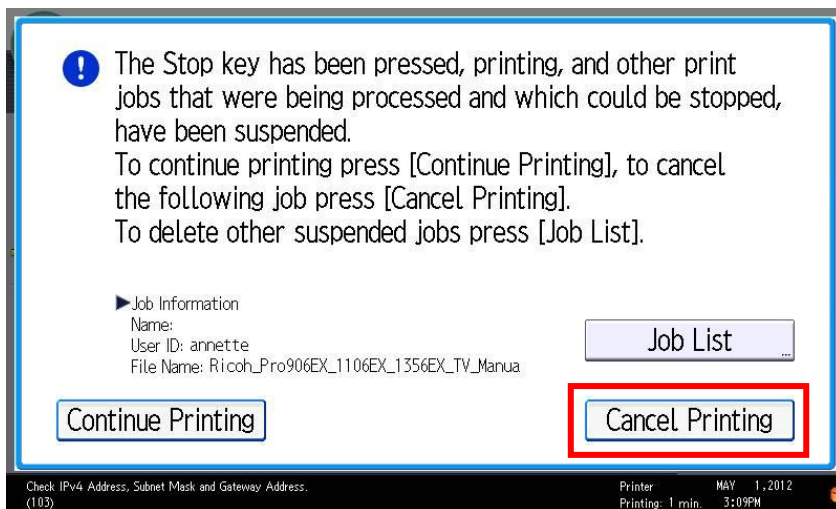 The Stop key has been pressed, printing, and other print
jobs that were being processed and which could be stopped,
have been suspended.
To continue printing press [Continue Printing], to cancel
the following job press [Cancel Printing].
To delete other suspended jobs press [Job List].
▶Job Information
Name:
User ID: annette
File Name: Ricoh_Pro906EX_1106EX_1356EX_TV_Manua
Job List
Continue Printing
Cancel Printing
Check IPv4 Address, Subnet Mask and Gateway Address.
(103)
Printer
MAY 1,2012
Printing: 1 min.
3:09PM